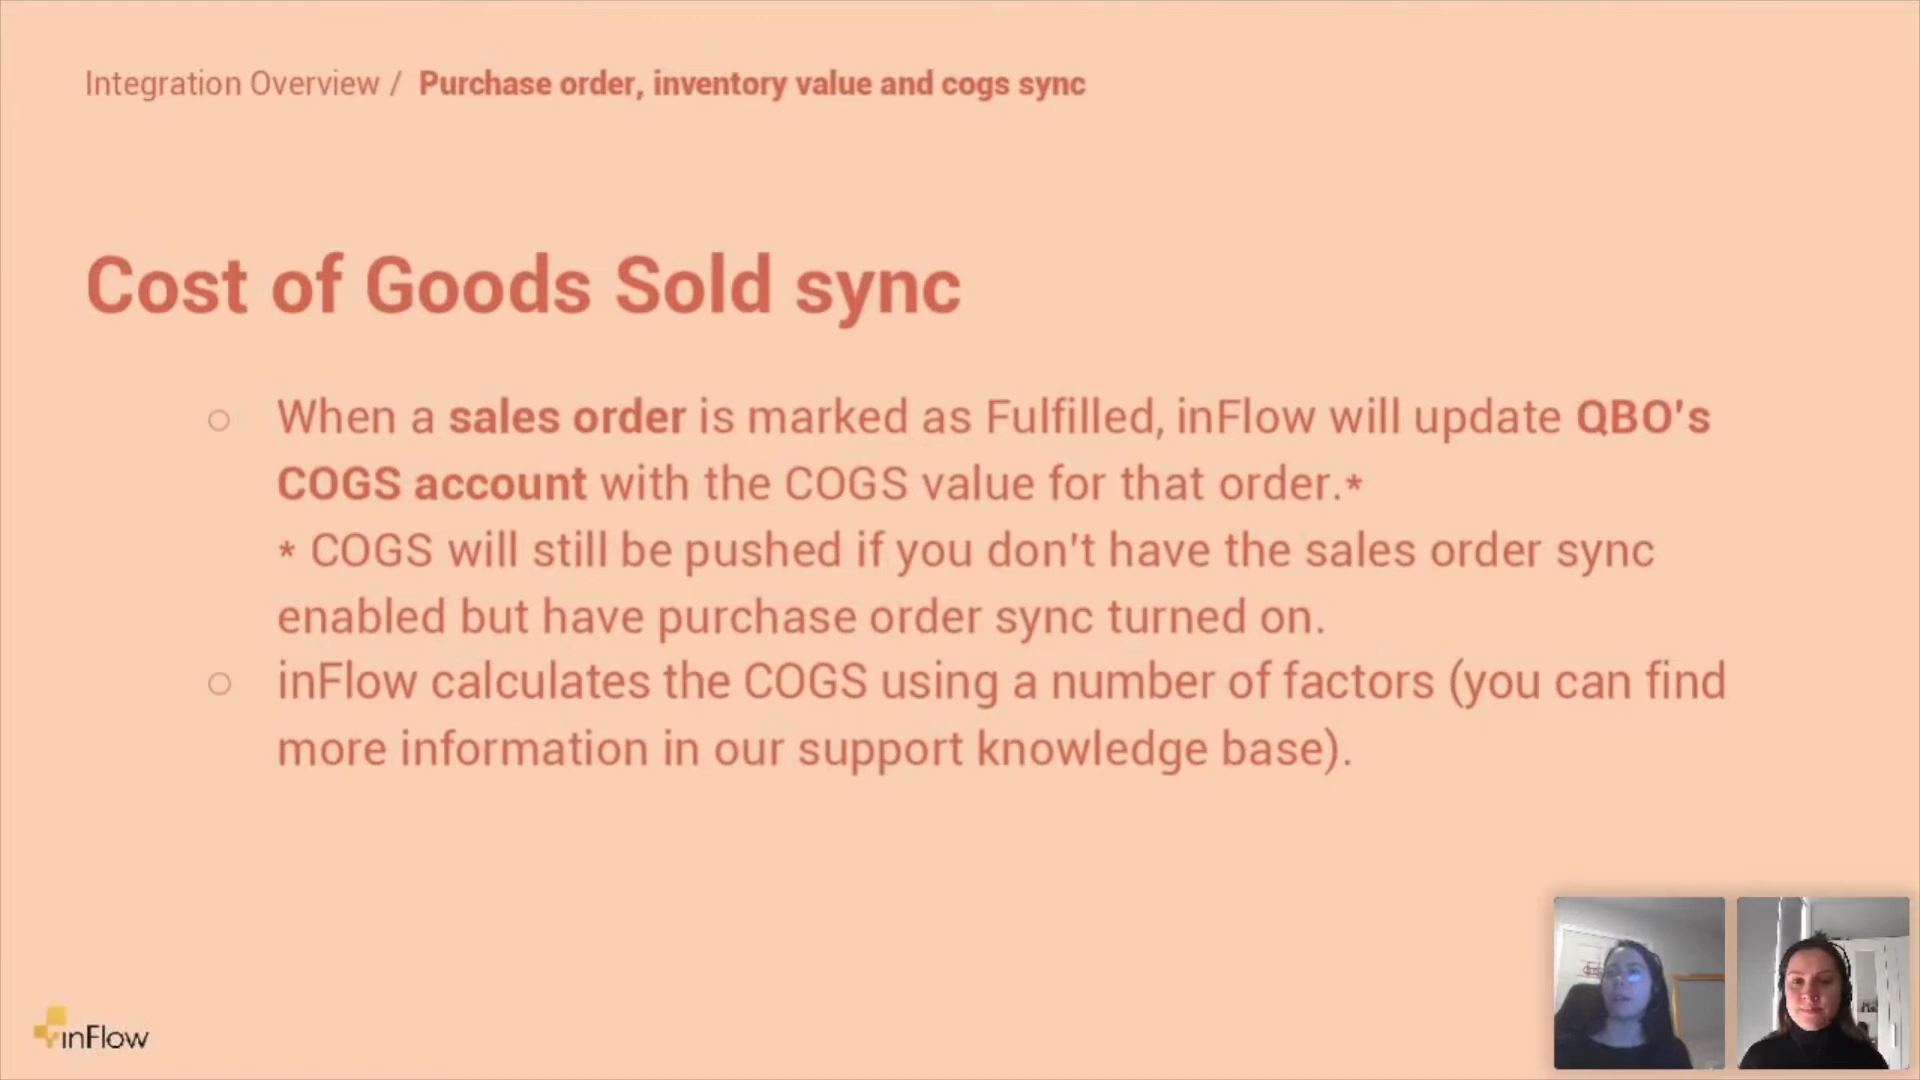 Integration Overview / Purchase order, inventory value and cogs sync
Cost of Goods Sold sync
○ When a sales order is marked as Fulfilled, inFlow will update QBO's
COGS account with the COGS value for that order.*
* COGS will still be pushed if you don't have the sales order sync
enabled but have purchase order sync turned on.
○ inFlow calculates the COGS using a number of factors (you can find
more information in our support knowledge base).
inFlow